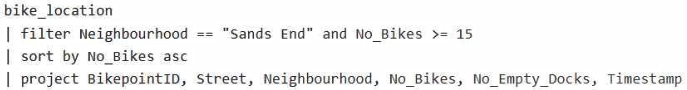 bike_location
| filter Neighbourhood == "Sands End" and No_Bikes >= 15
| sort by No_Bikes asc
| project BikepointID, Street, Neighbourhood, No_Bikes, No_Empty_Docks, Timestamp